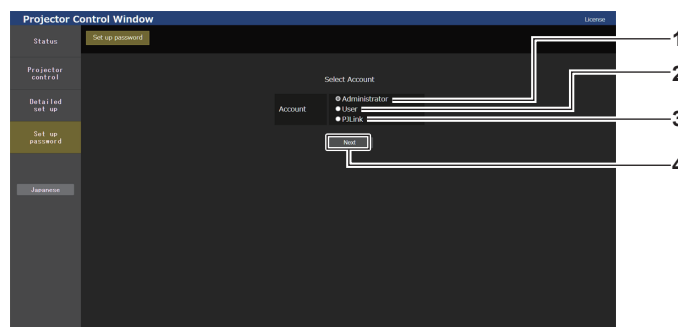 Projector Control Window
License
Status
Set up password
Projector
control
Detailed
set up
Set up
password
Japanese
Select Account
Account
Administrator
User
PJLink
Next
1
2
3
4